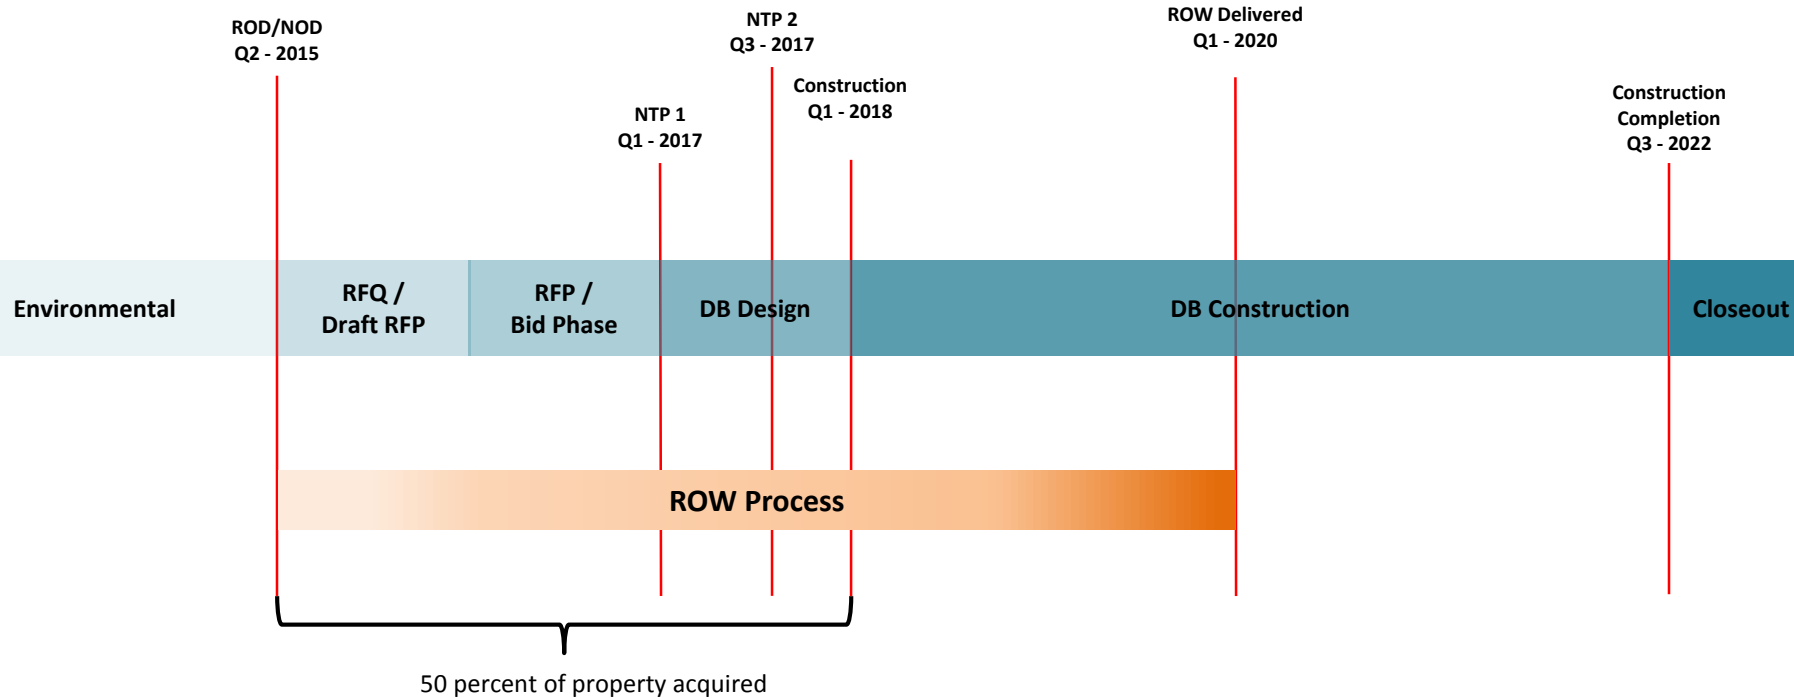 ROD/NOD
Q2 - 2015
NTP 1
Q1 - 2017
NTP 2
Q3 - 2017
Construction
Q1 - 2018
ROW Delivered
Q1 - 2020
Construction
Completion
Q3 - 2022
Environmental
RFQ /
Draft RFP
RFP /
Bid Phase
DB Design
DB Construction
Closeout
ROW Process
50 percent of property acquired